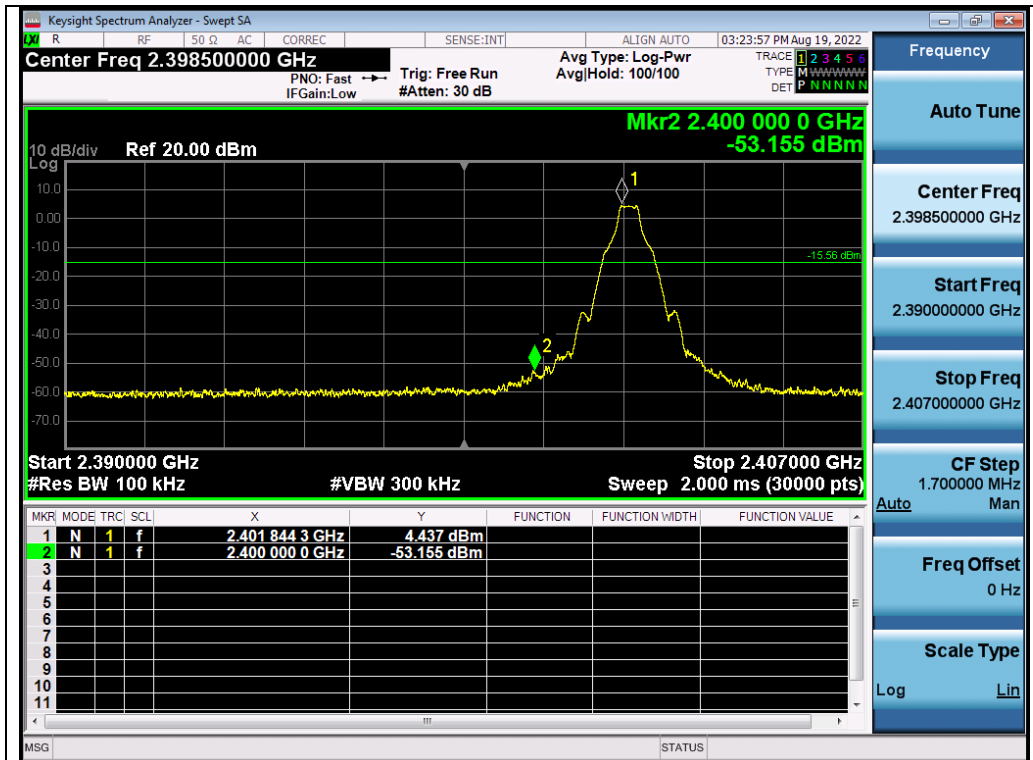 Keysight Spectrum Analyzer - Swept SA
LXI R RF 50 Ω AC CORREC SENSE:INT ALIGN AUTO 03:23:57 PM Aug 19, 2022
Center Freq 2.398500000 GHz
PNO: Fast
IFGain:Low
Trig: Free Run
#Atten: 30 dB
Avg Type: Log-Pwr
Avg|Hold: 100/100
TRACE 1 2 3 4 5 6
TYPE M WWWWW
DET P N N N N N
Mkr2 2.400 000 0 GHz
-53.155 dBm
10 dB/div Ref 20.00 dBm
Log
10.0
0.00
-10.0
-20.0
-30.0
-40.0
-50.0
-60.0
-70.0
1
-15.56 dBm
2
Start 2.390000 GHz Stop 2.407000 GHz
#Res BW 100 kHz #VBW 300 kHz Sweep 2.000 ms (30000 pts)
MKR MODE TRC SCL X Y FUNCTION FUNCTION WIDTH FUNCTION VALUE
1 N 1 f 2.401 844 3 GHz 4.437 dBm
2 N 1 f 2.400 000 0 GHz -53.155 dBm
3
4
5
6
7
8
9
10
11
MSG STATUS
Frequency
Auto Tune
Center Freq
2.398500000 GHz
Start Freq
2.390000000 GHz
Stop Freq
2.407000000 GHz
CF Step
1.700000 MHz
Auto Man
Freq Offset
0 Hz
Scale Type
Log Lin